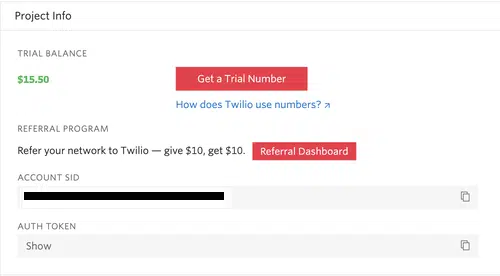 Project Info
TRIAL BALANCE
$15.50
Get a Trial Number
How does Twilio use numbers? ↗
REFERRAL PROGRAM
Refer your network to Twilio — give $10, get $10. Referral Dashboard
ACCOUNT SID
AUTH TOKEN
Show